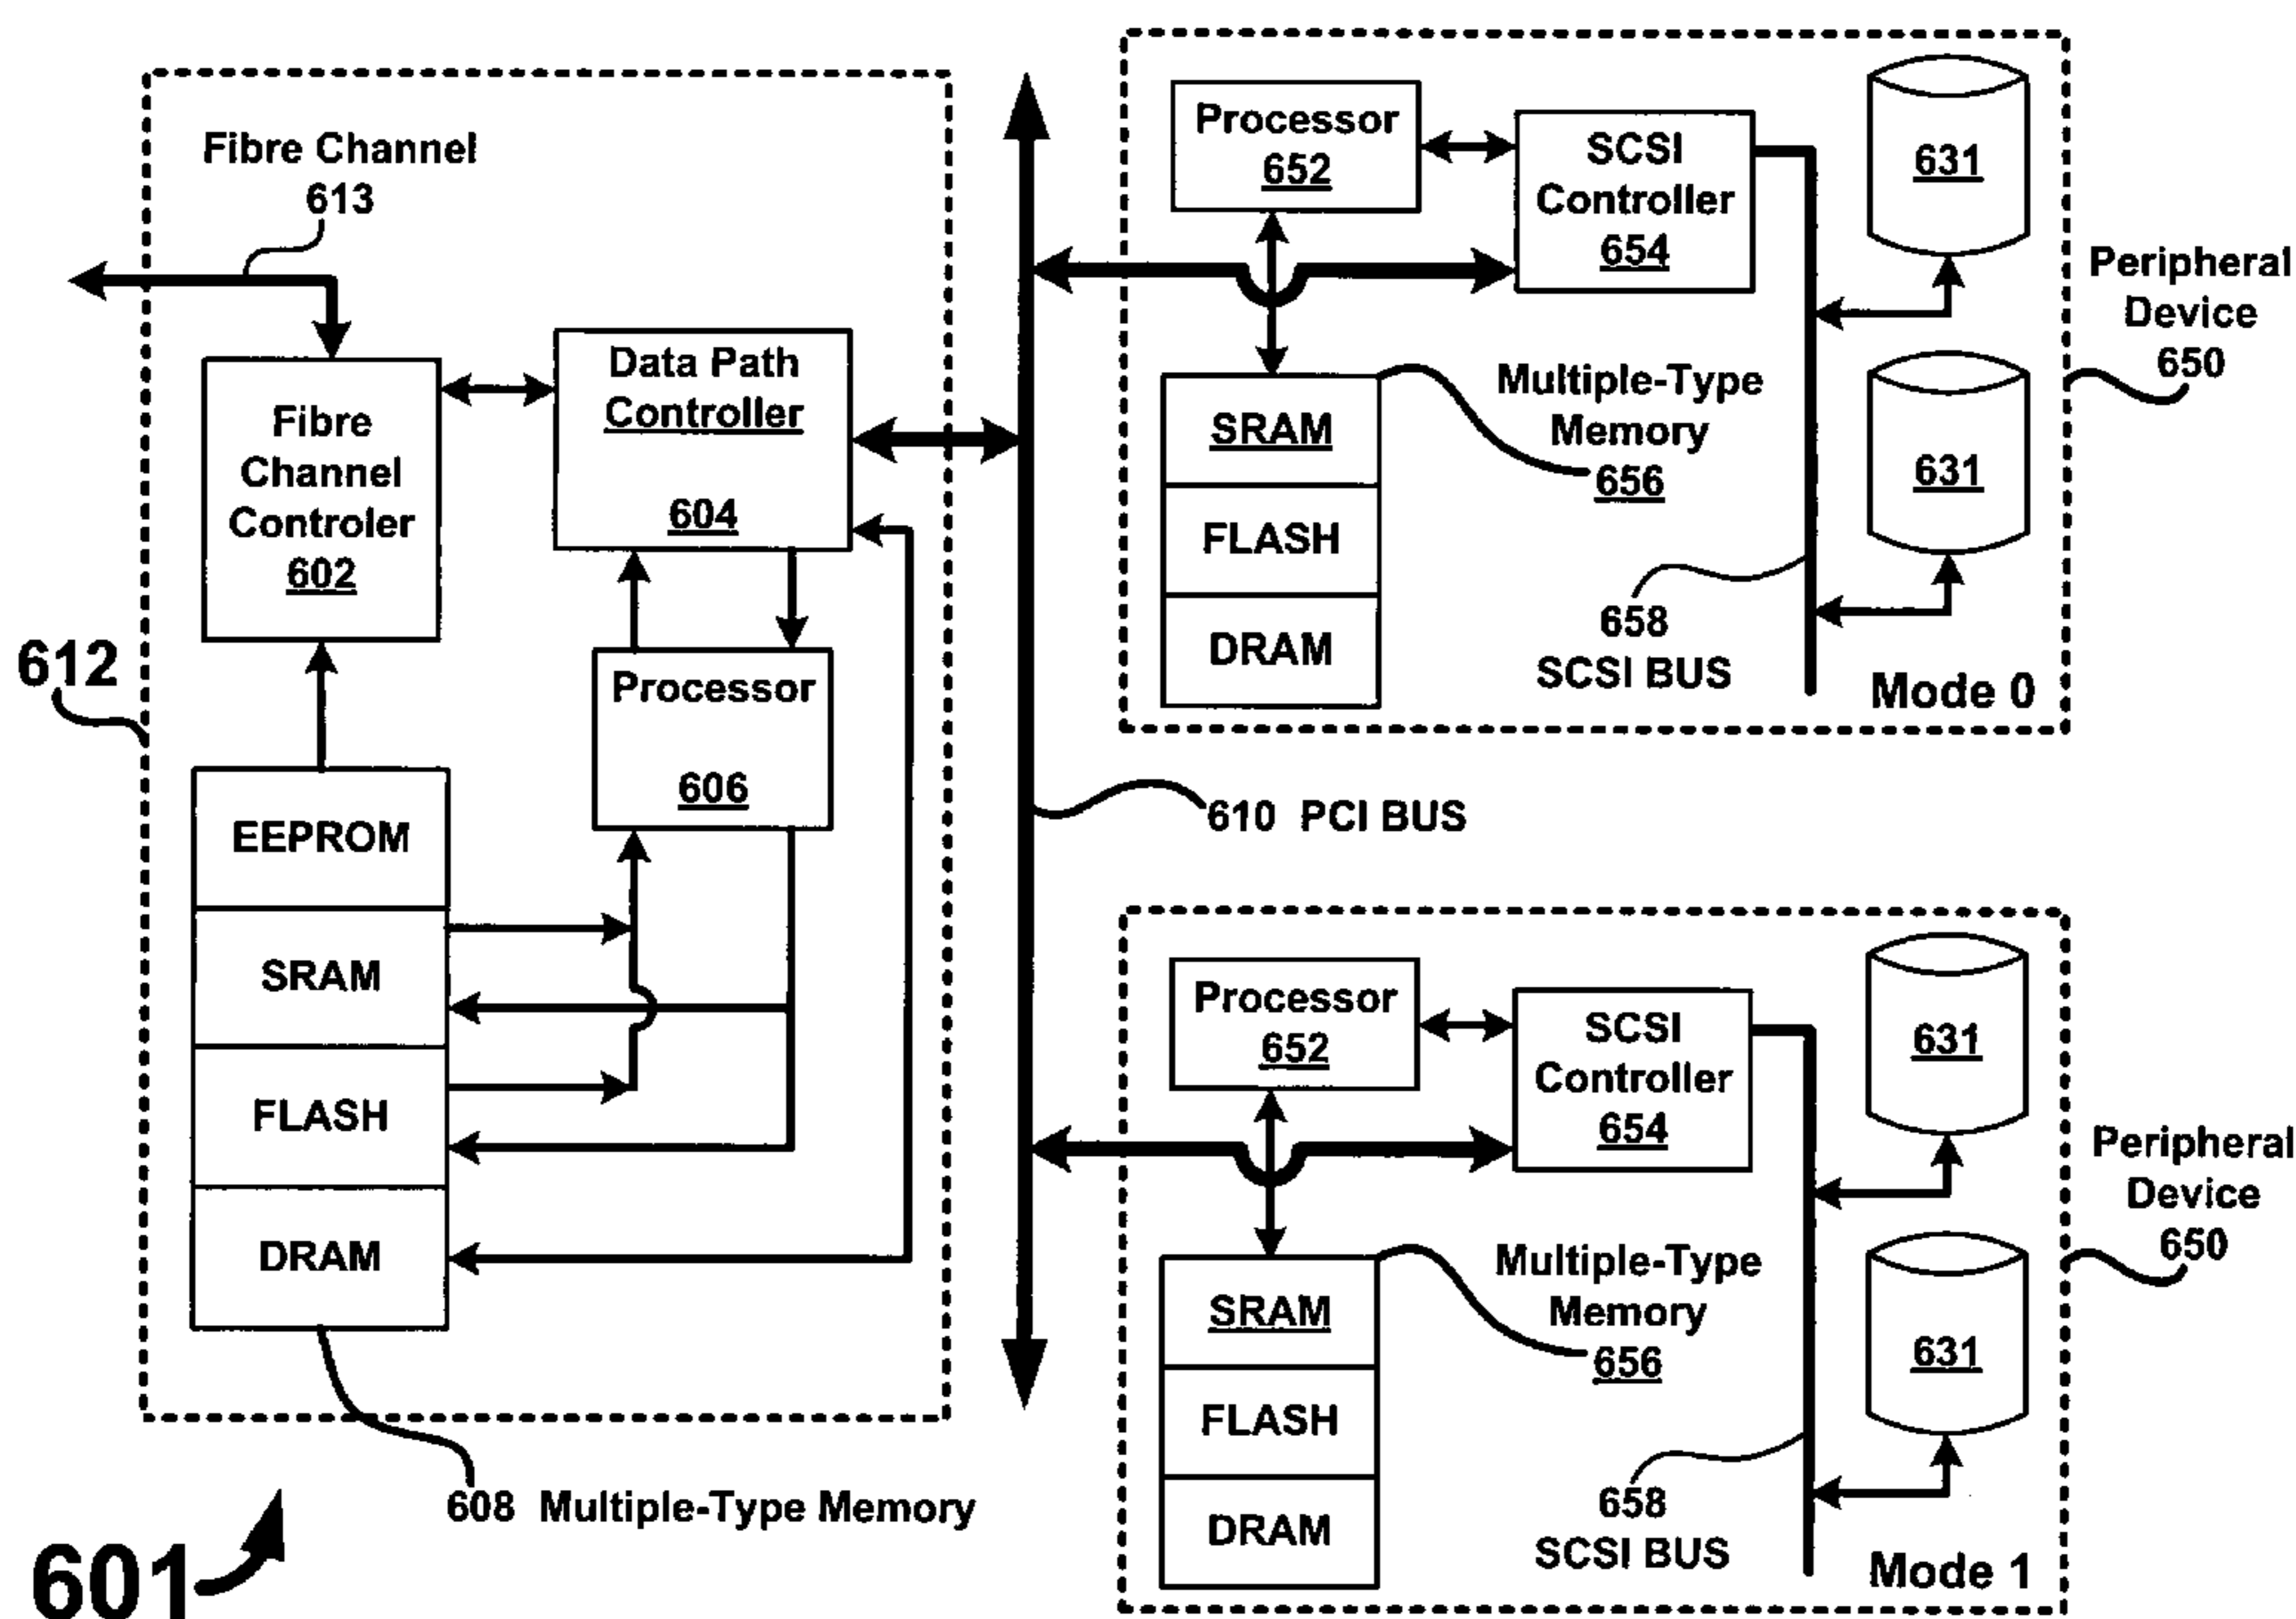 Fibre Channel
613
Fibre
Channel
Controler
602
Data Path
Controller
604
Processor
606
612
EEPROM
SRAM
FLASH
DRAM
608 Multiple-Type Memory
601
610 PCI BUS
Processor
652
SCSI
Controller
654
631
631
SRAM
FLASH
DRAM
Multiple-Type
Memory
656
658
SCSI BUS
Mode 0
Peripheral
Device
650
Processor
652
SCSI
Controller
654
631
631
SRAM
FLASH
DRAM
Multiple-Type
Memory
656
658
SCSI BUS
Mode 1
Peripheral
Device
650